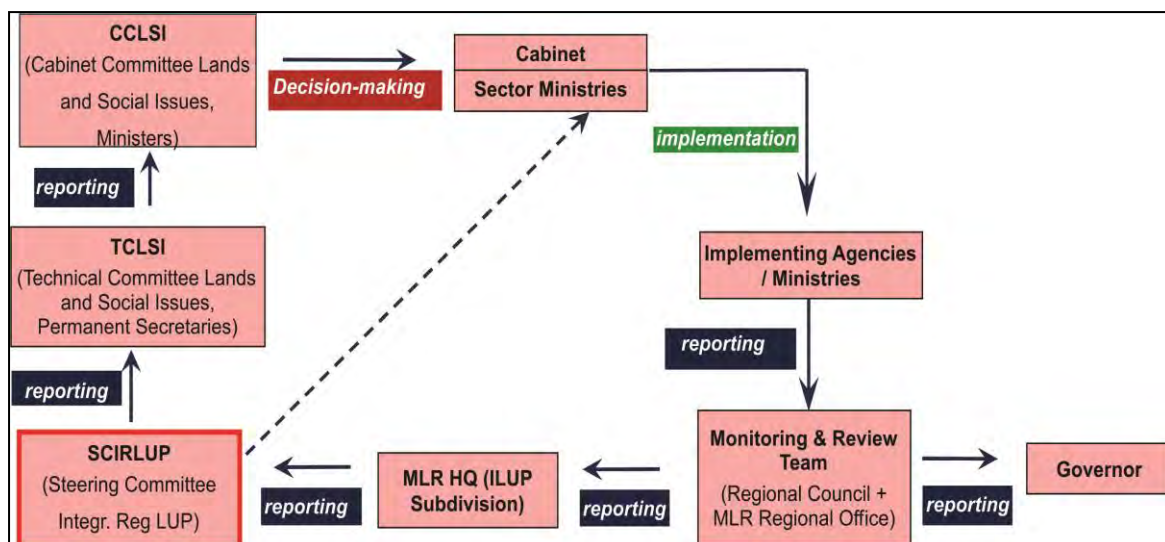 CCLSI
(Cabinet Committee Lands
and Social Issues,
Ministers)
Decision-making
Cabinet
Sector Ministries
implementation
reporting
TCLSI
(Technical Committee Lands
and Social Issues,
Permanent Secretaries)
Implementing Agencies
/ Ministries
reporting
reporting
SCIRLUP
(Steering Committee
Integr. Reg LUP)
reporting
MLR HQ (ILUP
Subdivision)
reporting
Monitoring & Review
Team
(Regional Council +
MLR Regional Office)
reporting
Governor